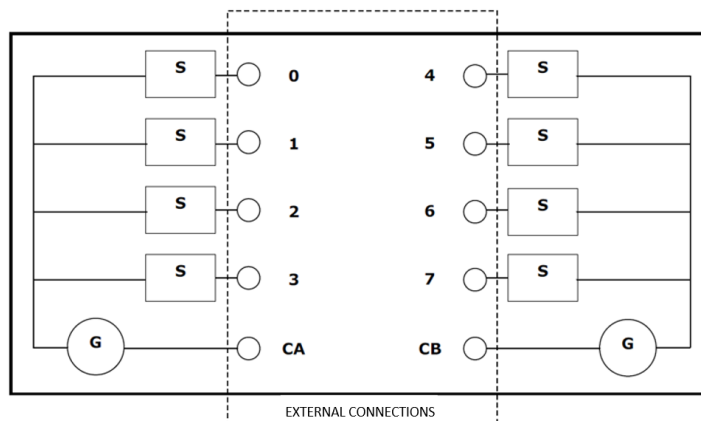 S 0 4 S
S 1 5 S
S 2 6 S
S 3 7 S
G CA CB G
EXTERNAL CONNECTIONS